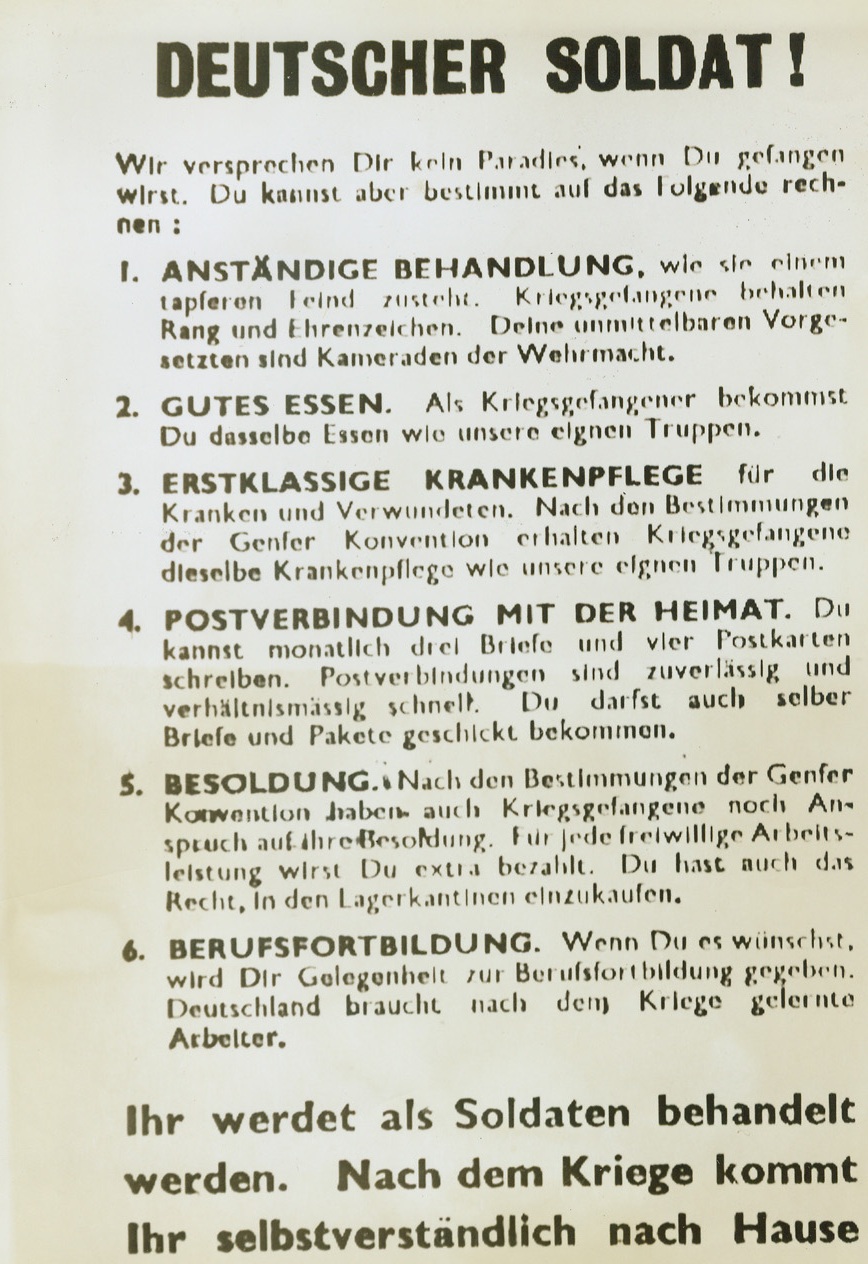 DEUTSCHER SOLDAT !
Wir versprechen Dir kein Paradies, wenn Du gefangen
wirst. Du kannst aber bestimmt auf das Folgende rech-
nen :
1. ANSTÄNDIGE BEHANDLUNG, wie sie einem
tapferen Feind zusteht. Kriegsgefangene behalten
Rang und Ehrenzeichen. Deine unmittelbaren Vorge-
setzten sind Kameraden der Wehrmacht.
2. GUTES ESSEN. Als Kriegsgefangener bekommst
Du dasselbe Essen wie unsere eignen Truppen.
3. ERSTKLASSIGE KRANKENPFLEGE für die
Kranken und Verwundeten. Nach den Bestimmungen
der Genfer Konvention erhalten Kriegsgefangene
dieselbe Krankenpflege wie unsere eignen Truppen.
4. POSTVERBINDUNG MIT DER HEIMAT. Du
kannst monatlich drei Briefe und vier Postkarten
schreiben. Postverbindungen sind zuverlässig und
verhältnismässig schnell. Du darfst auch selber
Briefe und Pakete geschickt bekommen.
5. BESOLDUNG. Nach den Bestimmungen der Genfer
Konvention haben auch Kriegsgefangene noch An-
spruch auf ihre Besoldung. Für jede freiwillige Arbeits-
leistung wirst Du extra bezahlt. Du hast auch das
Recht, in den Lagerkantinen einzukaufen.
6. BERUFSFORTBILDUNG. Wenn Du es wünschst,
wird Dir Gelegenheit zur Berufsfortbildung gegeben.
Deutschland braucht nach dem Kriege gelernte
Arbeiter.
Ihr werdet als Soldaten behandelt
werden. Nach dem Kriege kommt
Ihr selbstverständlich nach Hause